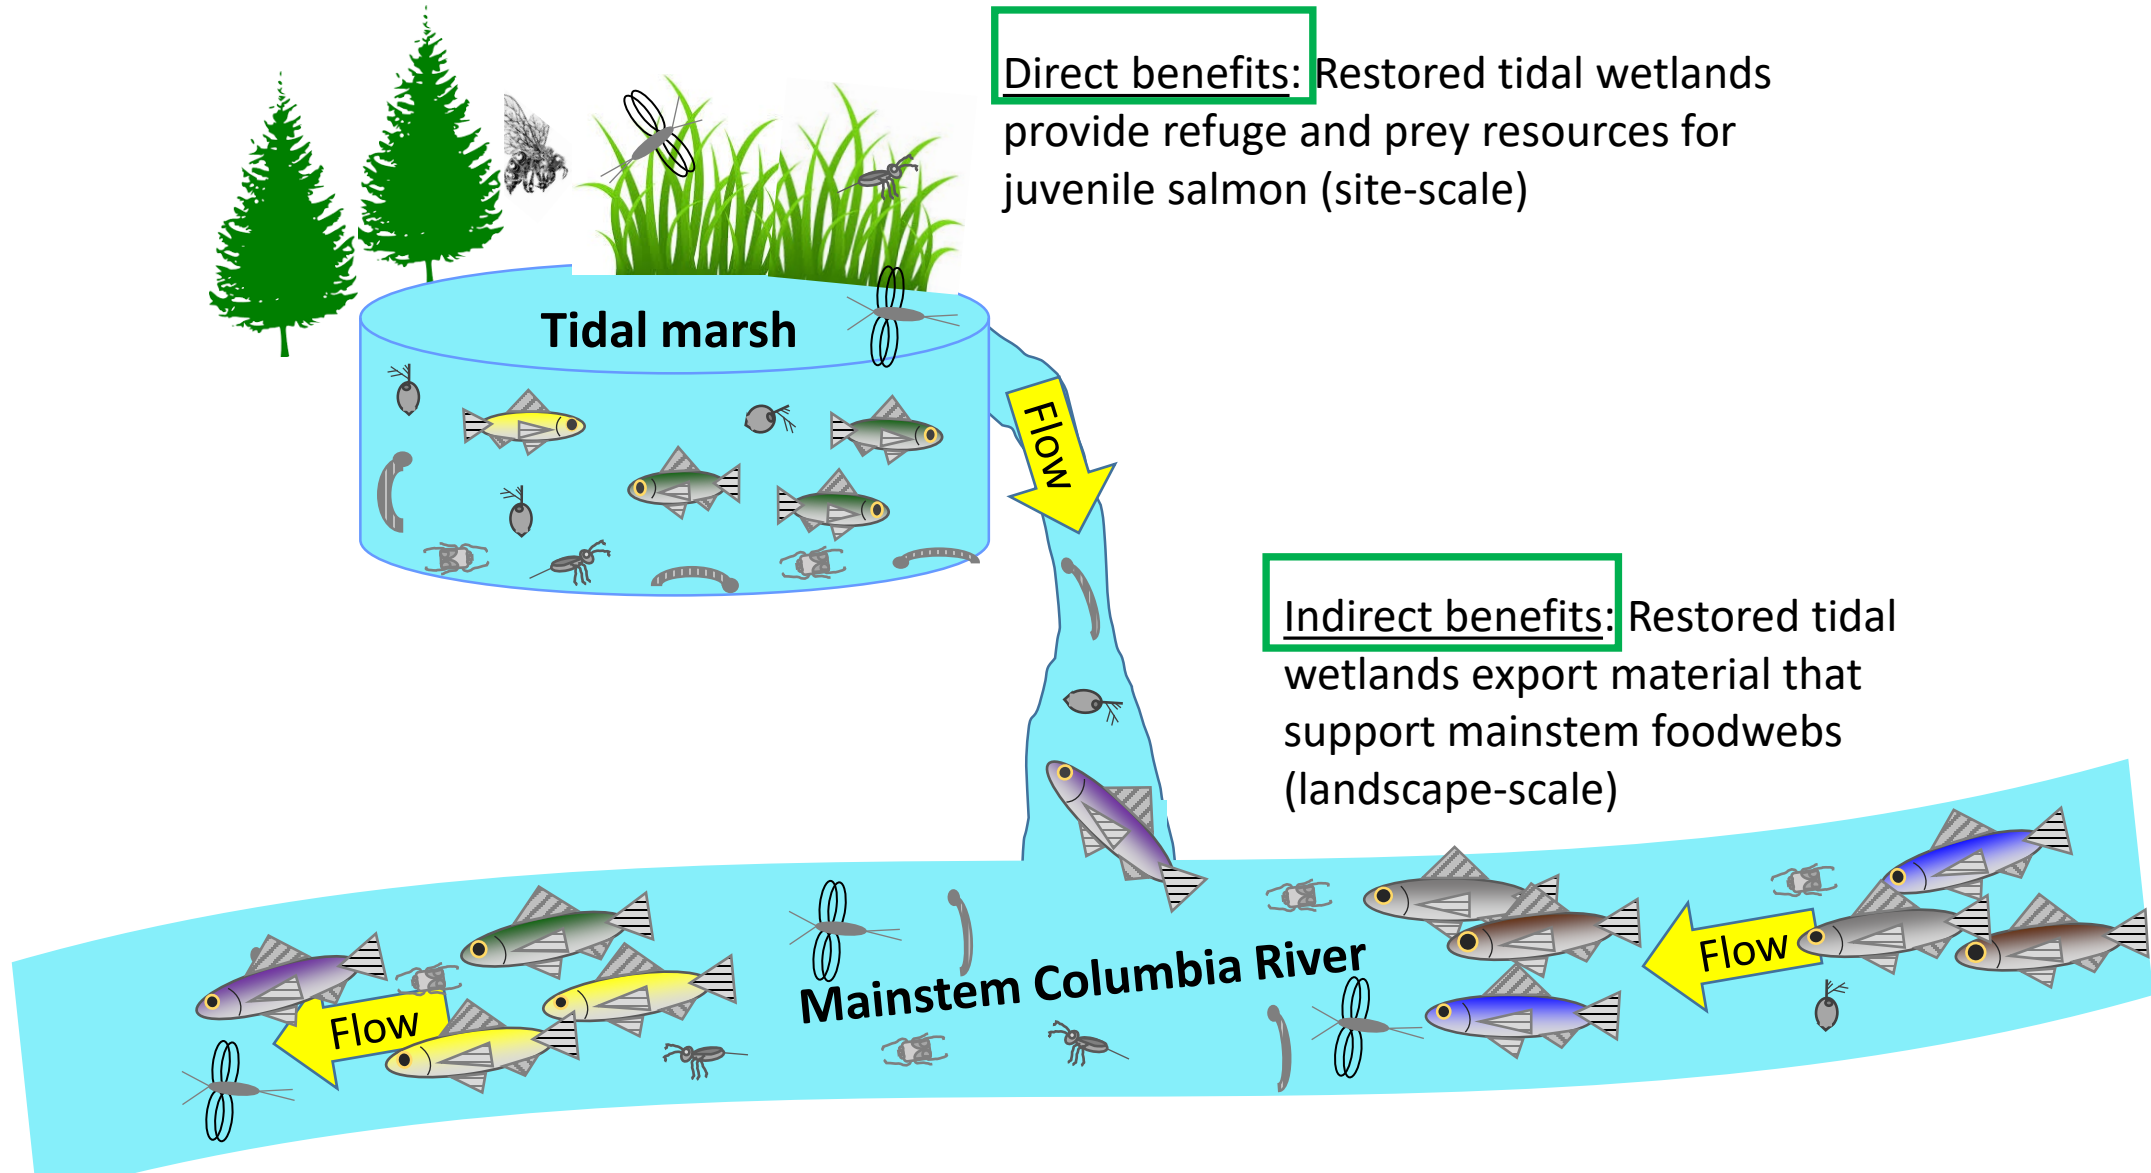 Direct benefits: Restored tidal wetlands
provide refuge and prey resources for
juvenile salmon (site-scale)
Tidal marsh
Flow
Indirect benefits: Restored tidal
wetlands export material that
support mainstem foodwebs
(landscape-scale)
Mainstem Columbia River
Flow
Flow